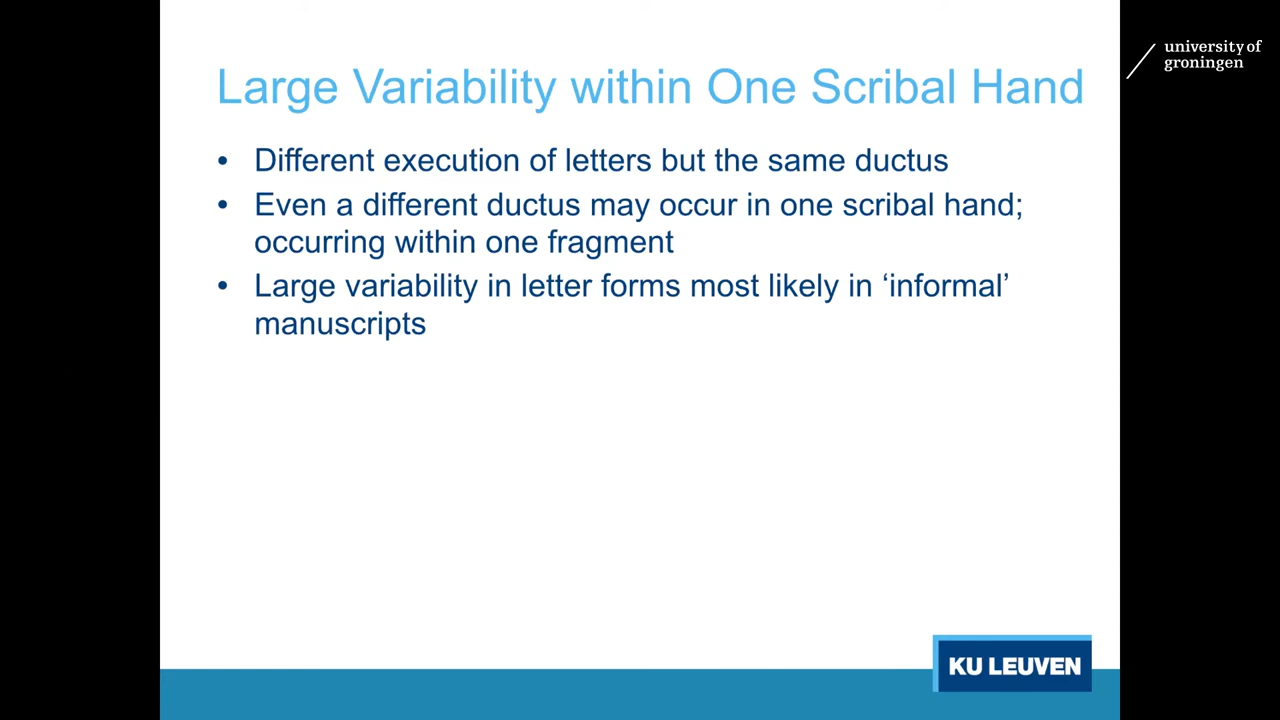 university of
groningen
Large Variability within One Scribal Hand
• Different execution of letters but the same ductus
• Even a different ductus may occur in one scribal hand;
occurring within one fragment
• Large variability in letter forms most likely in ‘informal’
manuscripts
KU LEUVEN